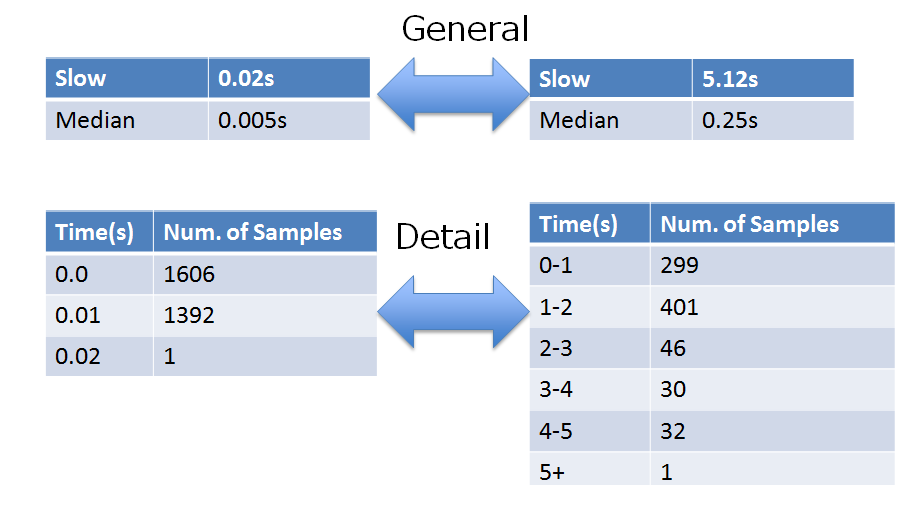 General
Slow 0.02s
Median 0.005s
Slow 5.12s
Median 0.25s
Detail
Time(s) Num. of Samples
0.0 1606
0.01 1392
0.02 1
Time(s) Num. of Samples
0-1 299
1-2 401
2-3 46
3-4 30
4-5 32
5+ 1